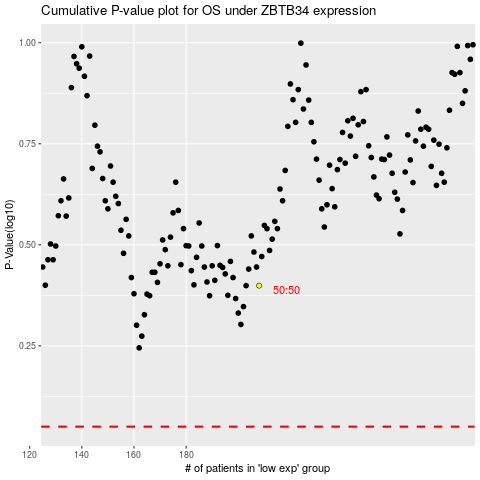 Cumulative P-value plot for OS under ZBTB34 expression
P-Value(log10)
1.00
0.75
0.50
0.25
50:50
120 140 160 180
# of patients in 'low exp' group